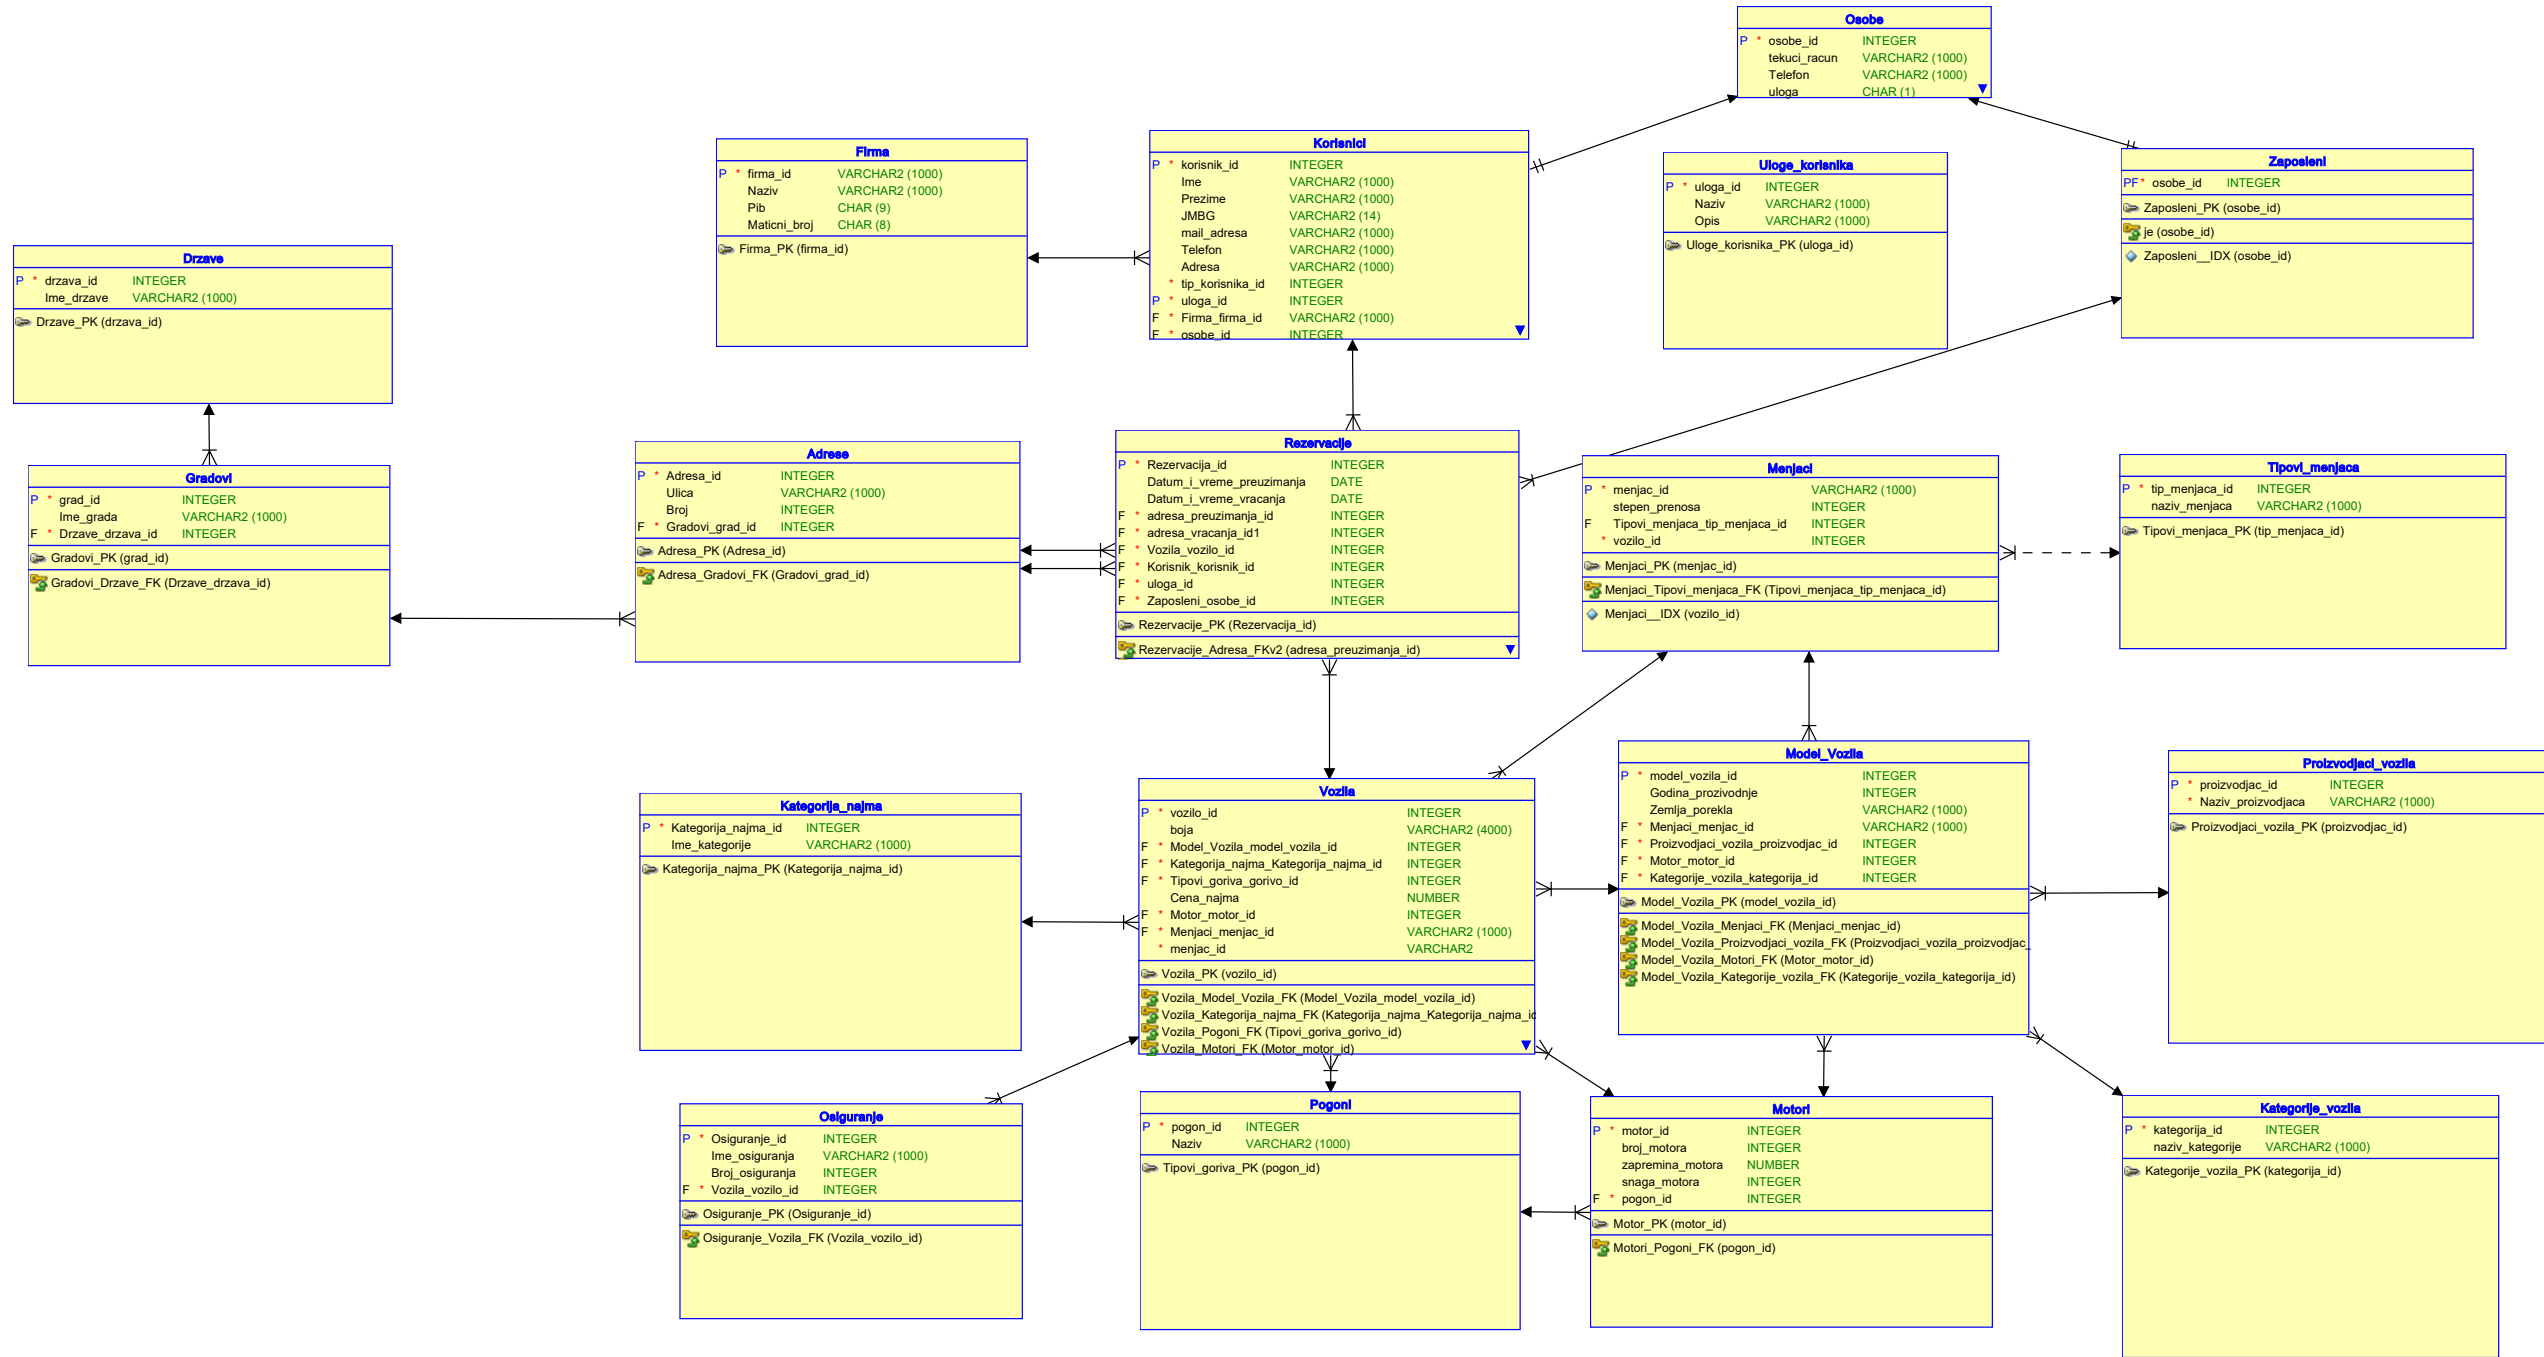 Osobe
P * osobe_id INTEGER
tekuci_racun VARCHAR2 (1000)
Telefon VARCHAR2 (1000)
uloga CHAR (1)
Firma
P * firma_id VARCHAR2 (1000)
Naziv VARCHAR2 (1000)
Pib CHAR (9)
Maticni_broj CHAR (8)
Firma_PK (firma_id)
Korisnici
P * korisnik_id INTEGER
Ime VARCHAR2 (1000)
Prezime VARCHAR2 (1000)
JMBG VARCHAR2 (14)
mail_adresa VARCHAR2 (1000)
Telefon VARCHAR2 (1000)
Adresa VARCHAR2 (1000)
* tip_korisnika_id INTEGER
P * uloga_id INTEGER
F * Firma_firma_id VARCHAR2 (1000)
F * osobe_id INTEGER
Uloge_korisnika
P * uloga_id INTEGER
Naziv VARCHAR2 (1000)
Opis VARCHAR2 (1000)
Uloge_korisnika_PK (uloga_id)
Zaposleni
PF * osobe_id INTEGER
Zaposleni_PK (osobe_id)
je (osobe_id)
Zaposleni__IDX (osobe_id)
Drzave
P * drzava_id INTEGER
Ime_drzave VARCHAR2 (1000)
Drzave_PK (drzava_id)
Gradovi
P * grad_id INTEGER
Ime_grada VARCHAR2 (1000)
F * Drzave_drzava_id INTEGER
Gradovi_PK (grad_id)
Gradovi_Drzave_FK (Drzave_drzava_id)
Adrese
P * Adresa_id INTEGER
Ulica VARCHAR2 (1000)
Broj INTEGER
F * Gradovi_grad_id INTEGER
Adresa_PK (Adresa_id)
Adresa_Gradovi_FK (Gradovi_grad_id)
Rezervacije
P * Rezervacija_id INTEGER
Datum_i_vreme_preuzimanja DATE
Datum_i_vreme_vracanja DATE
F * adresa_preuzimanja_id INTEGER
F * adresa_vracanja_id1 INTEGER
F * Vozila_vozilo_id INTEGER
F * Korisnik_korisnik_id INTEGER
F * uloga_id INTEGER
F * Zaposleni_osobe_id INTEGER
Rezervacije_PK (Rezervacija_id)
Rezervacije_Adresa_FKv2 (adresa_preuzimanja_id)
Menjaci
P * menjac_id VARCHAR2 (1000)
stepen_prenosa INTEGER
F Tipovi_menjaca_tip_menjaca_id INTEGER
* vozilo_id INTEGER
Menjaci_PK (menjac_id)
Menjaci_Tipovi_menjaca_FK (Tipovi_menjaca_tip_menjaca_id)
Menjaci__IDX (vozilo_id)
Tipovi_menjaca
P * tip_menjaca_id INTEGER
naziv_menjaca VARCHAR2 (1000)
Tipovi_menjaca_PK (tip_menjaca_id)
Kategorija_najma
P * Kategorija_najma_id INTEGER
Ime_kategorije VARCHAR2 (1000)
Kategorija_najma_PK (Kategorija_najma_id)
Vozila
P * vozilo_id INTEGER
boja VARCHAR2 (4000)
F * Model_Vozila_model_vozila_id INTEGER
F * Kategorija_najma_Kategorija_najma_id INTEGER
F * Tipovi_goriva_gorivo_id INTEGER
Cena_najma NUMBER
F * Motor_motor_id INTEGER
F * Menjaci_menjac_id VARCHAR2 (1000)
* menjac_id VARCHAR2
Vozila_PK (vozilo_id)
Vozila_Model_Vozila_FK (Model_Vozila_model_vozila_id)
Vozila_Kategorija_najma_FK (Kategorija_najma_Kategorija_najma_id
Vozila_Pogoni_FK (Tipovi_goriva_gorivo_id)
Vozila_Motori_FK (Motor_motor_id)
Model_Vozila
P * model_vozila_id INTEGER
Godina_prozivodnje INTEGER
Zemlja_porekla VARCHAR2 (1000)
F * Menjaci_menjac_id VARCHAR2 (1000)
F * Proizvodjaci_vozila_proizvodjac_id INTEGER
F * Motor_motor_id INTEGER
F * Kategorije_vozila_kategorija_id INTEGER
Model_Vozila_PK (model_vozila_id)
Model_Vozila_Menjaci_FK (Menjaci_menjac_id)
Model_Vozila_Proizvodjaci_vozila_FK (Proizvodjaci_vozila_proizvodjac_
Model_Vozila_Motori_FK (Motor_motor_id)
Model_Vozila_Kategorije_vozila_FK (Kategorije_vozila_kategorija_id)
Proizvodjaci_vozila
P * proizvodjac_id INTEGER
* Naziv_proizvodjaca VARCHAR2 (1000)
Proizvodjaci_vozila_PK (proizvodjac_id)
Osiguranje
P * Osiguranje_id INTEGER
Ime_osiguranja VARCHAR2 (1000)
Broj_osiguranja INTEGER
F * Vozila_vozilo_id INTEGER
Osiguranje_PK (Osiguranje_id)
Osiguranje_Vozila_FK (Vozila_vozilo_id)
Pogoni
P * pogon_id INTEGER
Naziv VARCHAR2 (1000)
Tipovi_goriva_PK (pogon_id)
Motori
P * motor_id INTEGER
broj_motora INTEGER
zapremina_motora NUMBER
snaga_motora INTEGER
F * pogon_id INTEGER
Motor_PK (motor_id)
Motori_Pogoni_FK (pogon_id)
Kategorije_vozila
P * kategorija_id INTEGER
naziv_kategorije VARCHAR2 (1000)
Kategorije_vozila_PK (kategorija_id)